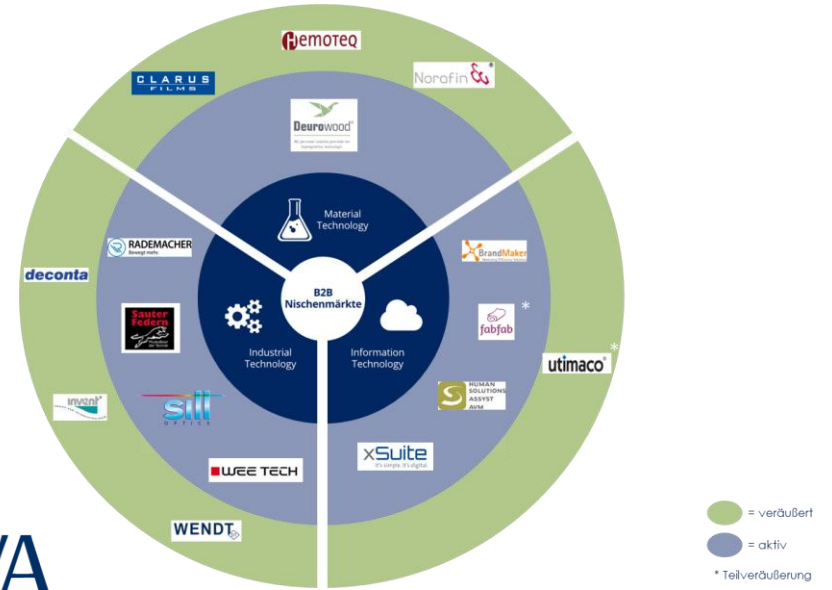 Hemoteq
CLARUS
FILMS
Norafin
Deurowood
Material
Technology
RADEMACHER
Bewegt mehr.
BrandMaker
deconta
B2B
Nischenmärkte
Sauter
Federn
*
fabfab
Industrial
Technology
Information
Technology
*
utimaco
HUMAN
SOLUTIONS
ASSYST
AVM
invent
sill
OPTICS
xSuite
It's simple. It's digital.
WEE TECH
WENDT
VA
= veräußert
= aktiv
* Teilveräußerung